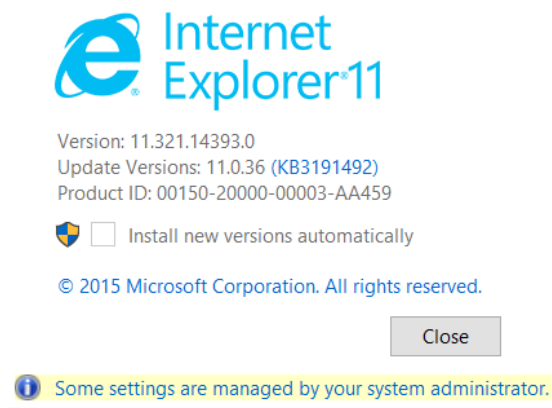 Internet
Explorer®11
Version: 11.321.14393.0
Update Versions: 11.0.36 (KB3191492)
Product ID: 00150-20000-00003-AA459
Install new versions automatically
© 2015 Microsoft Corporation. All rights reserved.
Close
Some settings are managed by your system administrator.